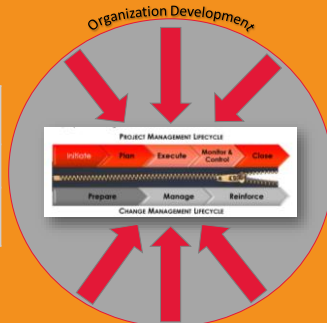 Organization Development
PROJECT MANAGEMENT LIFECYCLE
Initiate Plan Execute Monitor & Control Close
Prepare Manage Reinforce
CHANGE MANAGEMENT LIFECYCLE